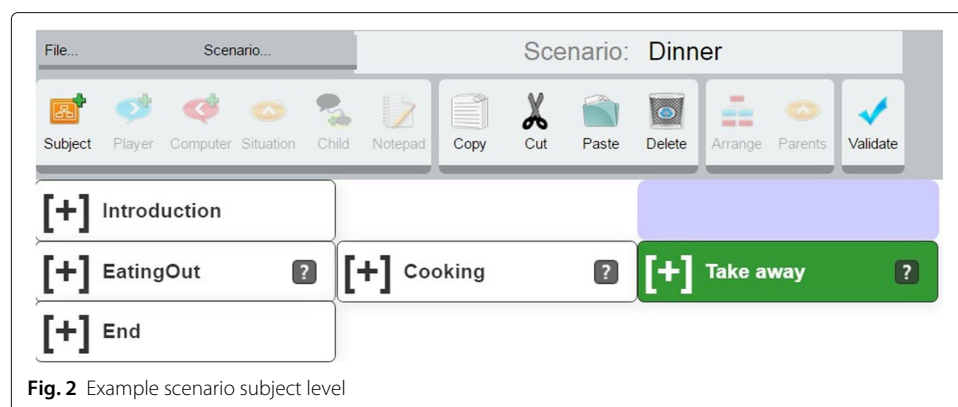 File... Scenario... Scenario: Dinner
Subject Player Computer Situation Child Notepad Copy Cut Paste Delete Arrange Parents Validate
[+] Introduction
[+] EatingOut ? [+] Cooking ? [+] Take away ?
[+] End
Fig. 2 Example scenario subject level